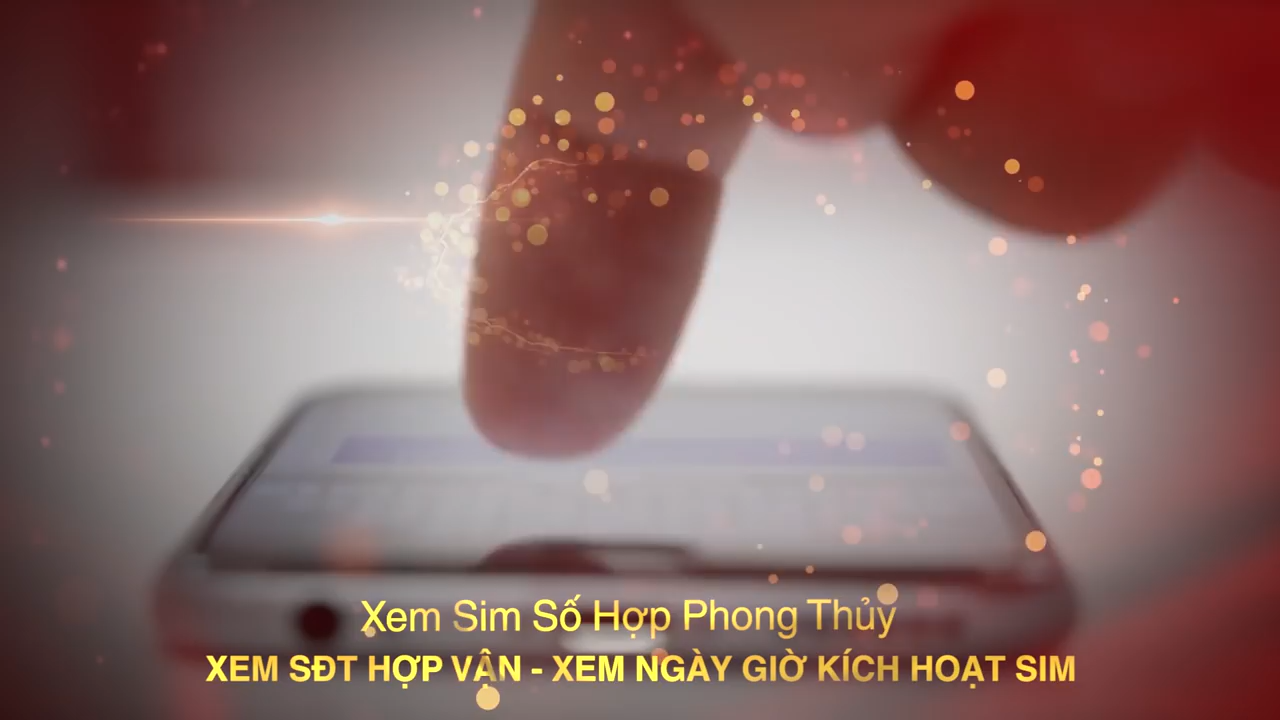 Xem Sim Số Hợp Phong Thủy
XEM SĐT HỢP VẬN - XEM NGÀY GIỜ KÍCH HOẠT SIM